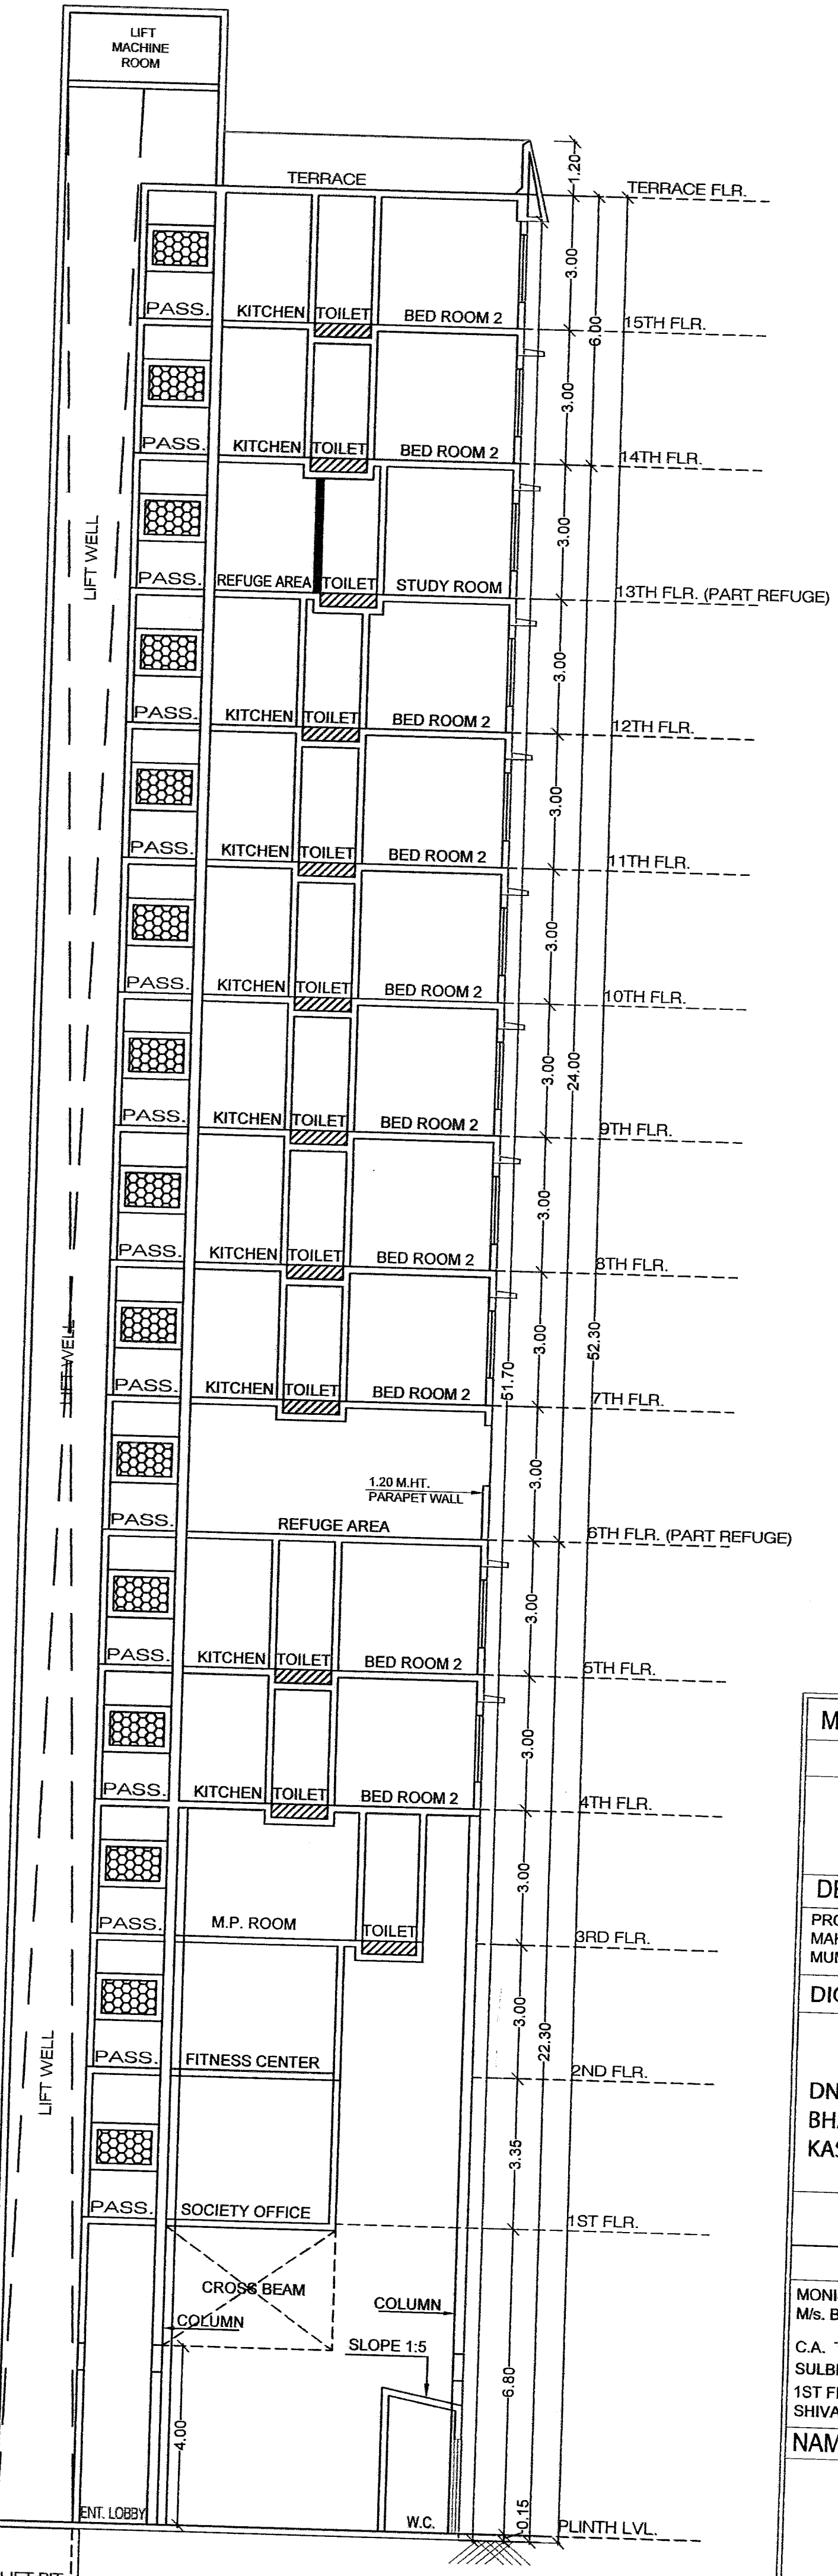 LIFT
MACHINE
ROOM
TERRACE
1.20
TERRACE FLR.
3.00
PASS.
KITCHEN
TOILET
BED ROOM 2
15TH FLR.
6.00
3.00
PASS.
KITCHEN
TOILET
BED ROOM 2
14TH FLR.
LIFT WELL
3.00
PASS.
REFUGE AREA
TOILET
STUDY ROOM
13TH FLR. (PART REFUGE)
3.00
PASS.
KITCHEN
TOILET
BED ROOM 2
12TH FLR.
3.00
PASS.
KITCHEN
TOILET
BED ROOM 2
11TH FLR.
3.00
PASS.
KITCHEN
TOILET
BED ROOM 2
10TH FLR.
3.00
24.00
PASS.
KITCHEN
TOILET
BED ROOM 2
9TH FLR.
3.00
PASS.
KITCHEN
TOILET
BED ROOM 2
8TH FLR.
LIFT WELL
3.00
52.30
51.70
PASS.
KITCHEN
TOILET
BED ROOM 2
7TH FLR.
3.00
1.20 M.HT.
PARAPET WALL
PASS.
REFUGE AREA
6TH FLR. (PART REFUGE)
3.00
PASS.
KITCHEN
TOILET
BED ROOM 2
5TH FLR.
3.00
PASS.
KITCHEN
TOILET
BED ROOM 2
4TH FLR.
3.00
PASS.
M.P. ROOM
TOILET
3RD FLR.
3.00
22.30
LIFT WELL
PASS.
FITNESS CENTER
2ND FLR.
3.35
PASS.
SOCIETY OFFICE
1ST FLR.
CROSS BEAM
COLUMN
COLUMN
SLOPE 1:5
6.80
4.00
ENT. LOBBY
W.C.
0.15
PLINTH LVL.
M/s. B
C.A.
1ST F